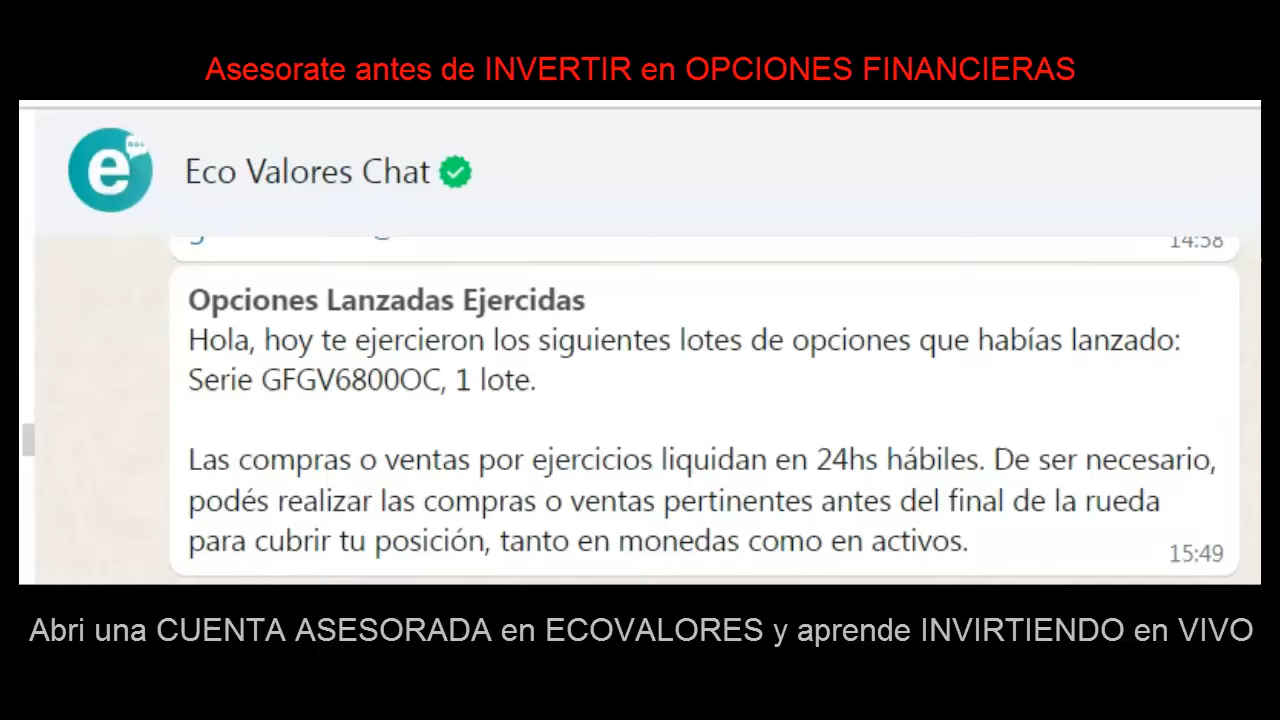 Asesorate antes de INVERTIR en OPCIONES FINANCIERAS
e
Eco Valores Chat
14:58
Opciones Lanzadas Ejercidas
Hola, hoy te ejercieron los siguientes lotes de opciones que habías lanzado:
Serie GFGV6800OC, 1 lote.
Las compras o ventas por ejercicios liquidan en 24hs hábiles. De ser necesario,
podés realizar las compras o ventas pertinentes antes del final de la rueda
para cubrir tu posición, tanto en monedas como en activos.
15:49
Abri una CUENTA ASESORADA en ECOVALORES y aprende INVIRTIENDO en VIVO